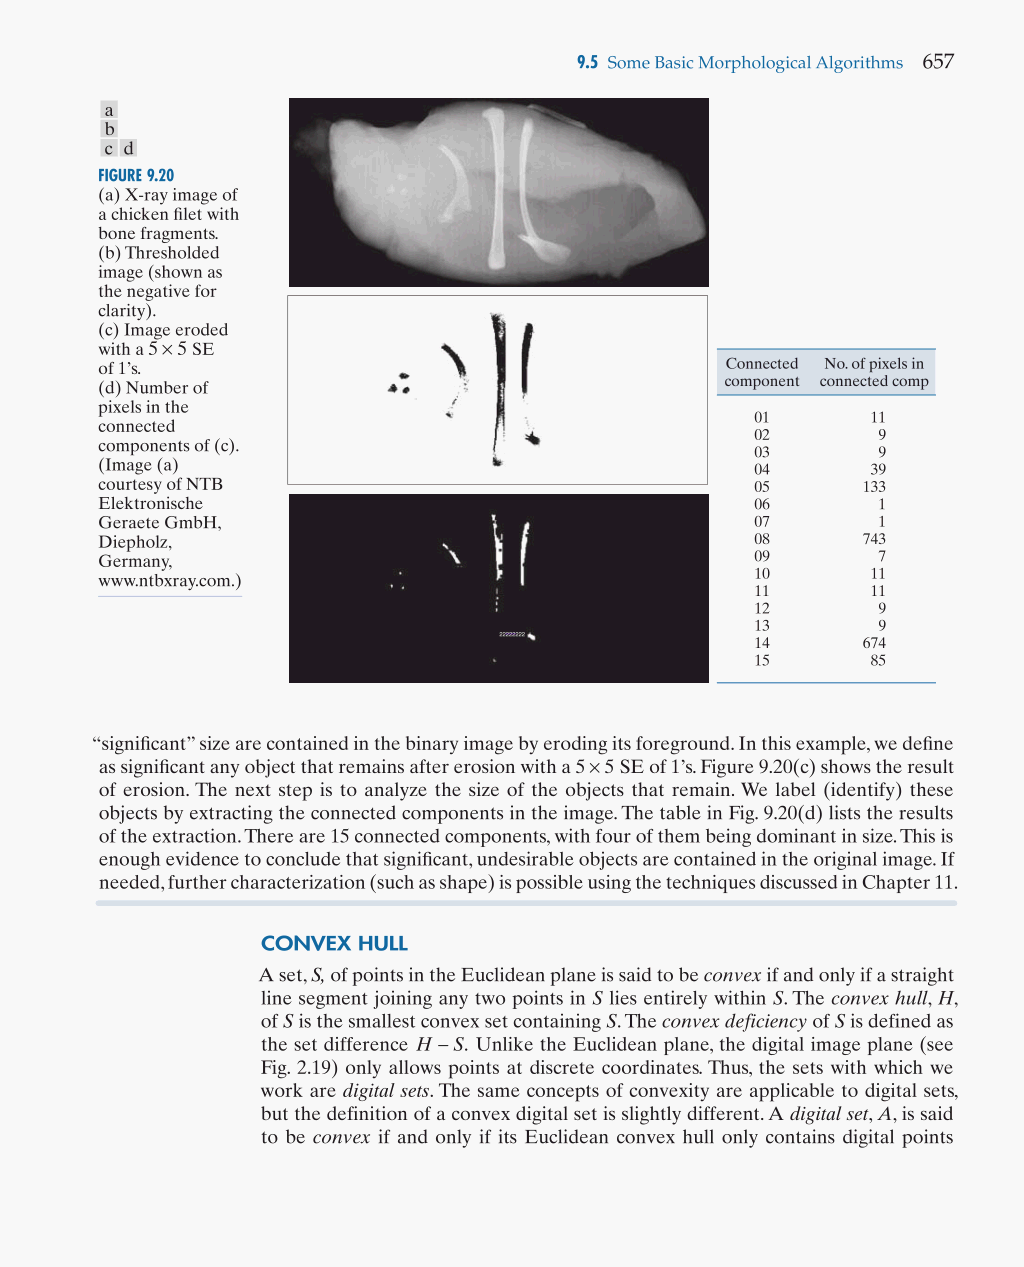 9.5 Some Basic Morphological Algorithms 657
a
b
c d
FIGURE 9.20
(a) X-ray image of
a chicken filet with
bone fragments.
(b) Thresholded
image (shown as
the negative for
clarity).
(c) Image eroded
with a 5 × 5 SE
of 1’s.
(d) Number of
pixels in the
connected
components of (c).
(Image (a)
courtesy of NTB
Elektronische
Geraete GmbH,
Diepholz,
Germany,
www.ntbxray.com.)
22222222
Connected No. of pixels in
component connected comp
01 11
02 9
03 9
04 39
05 133
06 1
07 1
08 743
09 7
10 11
11 11
12 9
13 9
14 674
15 85
“significant” size are contained in the binary image by eroding its foreground. In this example, we define
as significant any object that remains after erosion with a 5 × 5 SE of 1’s. Figure 9.20(c) shows the result
of erosion. The next step is to analyze the size of the objects that remain. We label (identify) these
objects by extracting the connected components in the image. The table in Fig. 9.20(d) lists the results
of the extraction. There are 15 connected components, with four of them being dominant in size. This is
enough evidence to conclude that significant, undesirable objects are contained in the original image. If
needed, further characterization (such as shape) is possible using the techniques discussed in Chapter 11.
CONVEX HULL
A set, S, of points in the Euclidean plane is said to be convex if and only if a straight
line segment joining any two points in S lies entirely within S. The convex hull, H,
of S is the smallest convex set containing S. The convex deficiency of S is defined as
the set difference H – S. Unlike the Euclidean plane, the digital image plane (see
Fig. 2.19) only allows points at discrete coordinates. Thus, the sets with which we
work are digital sets. The same concepts of convexity are applicable to digital sets,
but the definition of a convex digital set is slightly different. A digital set, A, is said
to be convex if and only if its Euclidean convex hull only contains digital points